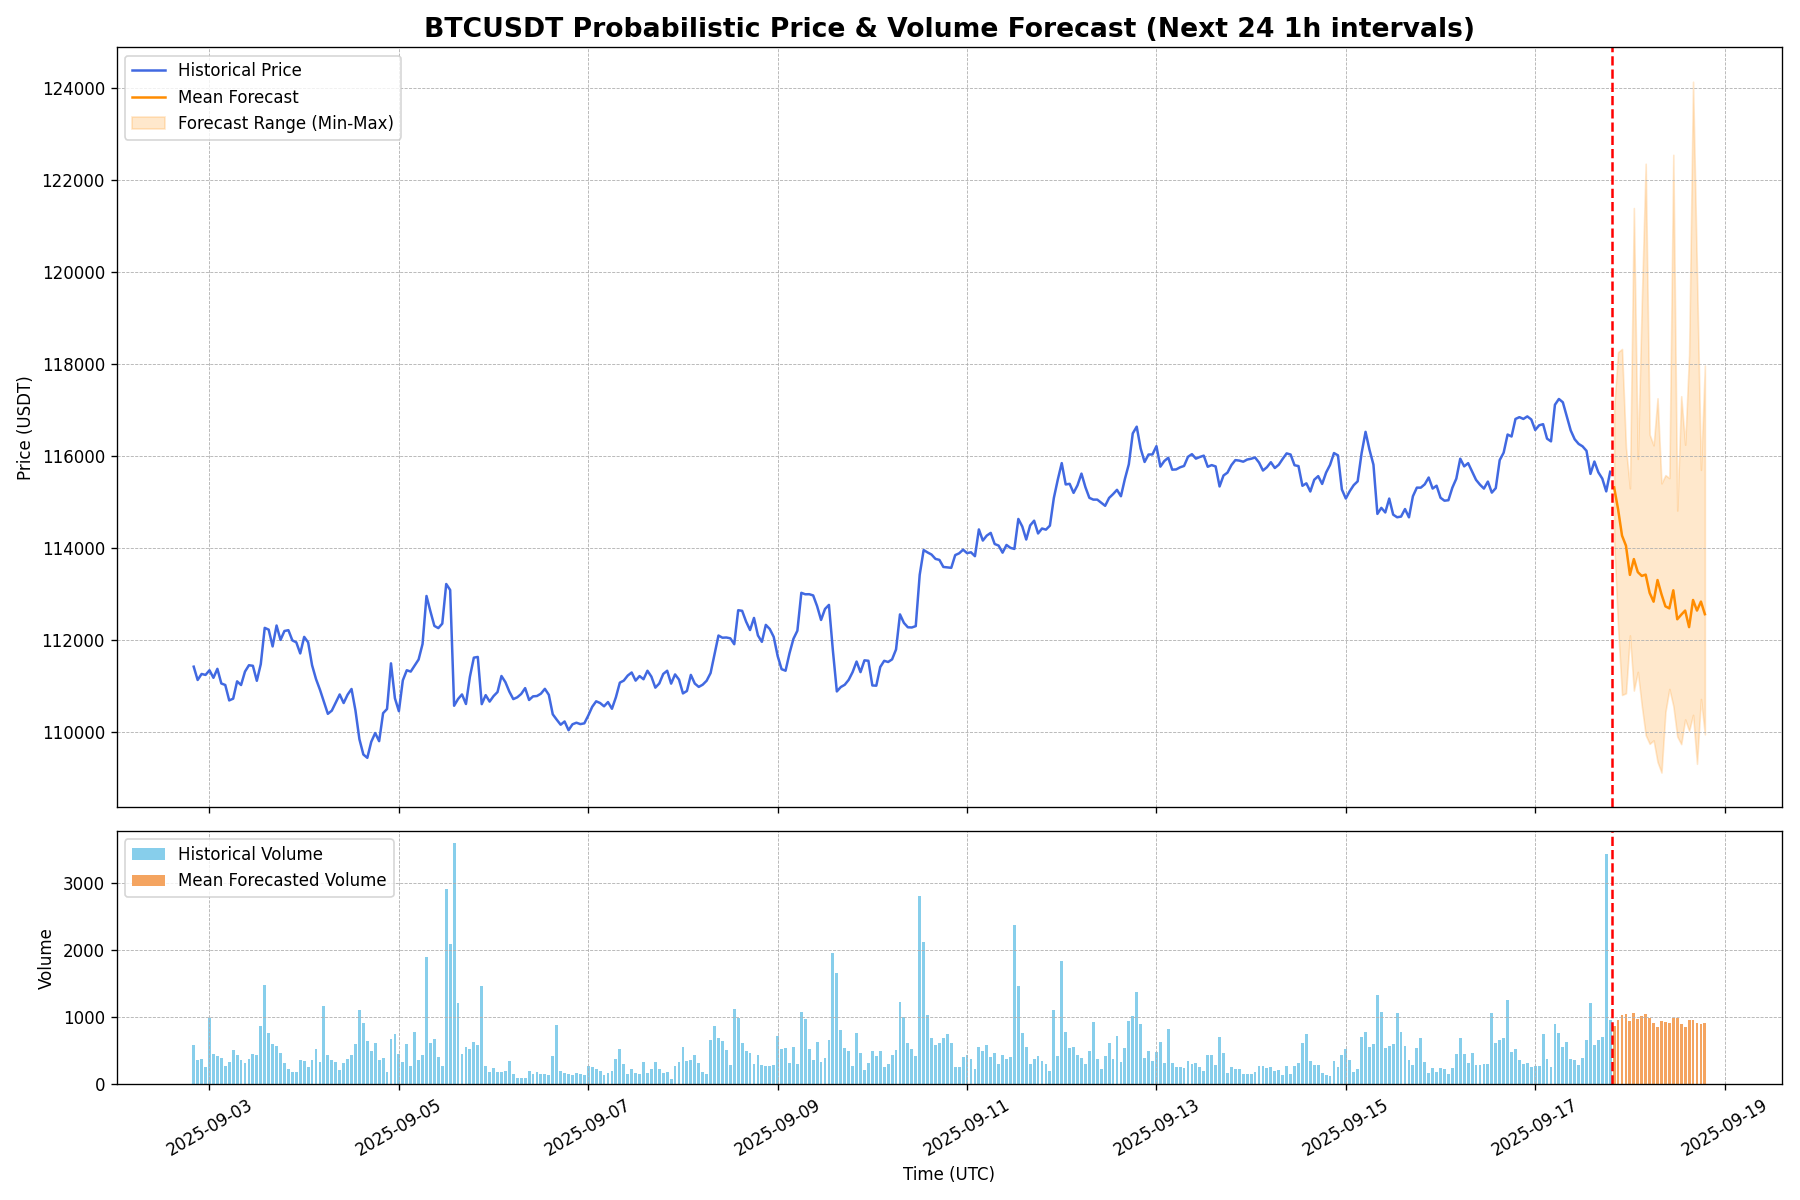 BTCUSDT Probabilistic Price & Volume Forecast (Next 24 1h intervals)
Historical Price
Mean Forecast
Forecast Range (Min-Max)
124000
122000
120000
118000
116000
114000
112000
110000
Price (USDT)
Historical Volume
Mean Forecasted Volume
3000
2000
1000
0
Volume
2025-09-03
2025-09-05
2025-09-07
2025-09-09
2025-09-11
2025-09-13
2025-09-15
2025-09-17
2025-09-19
Time (UTC)